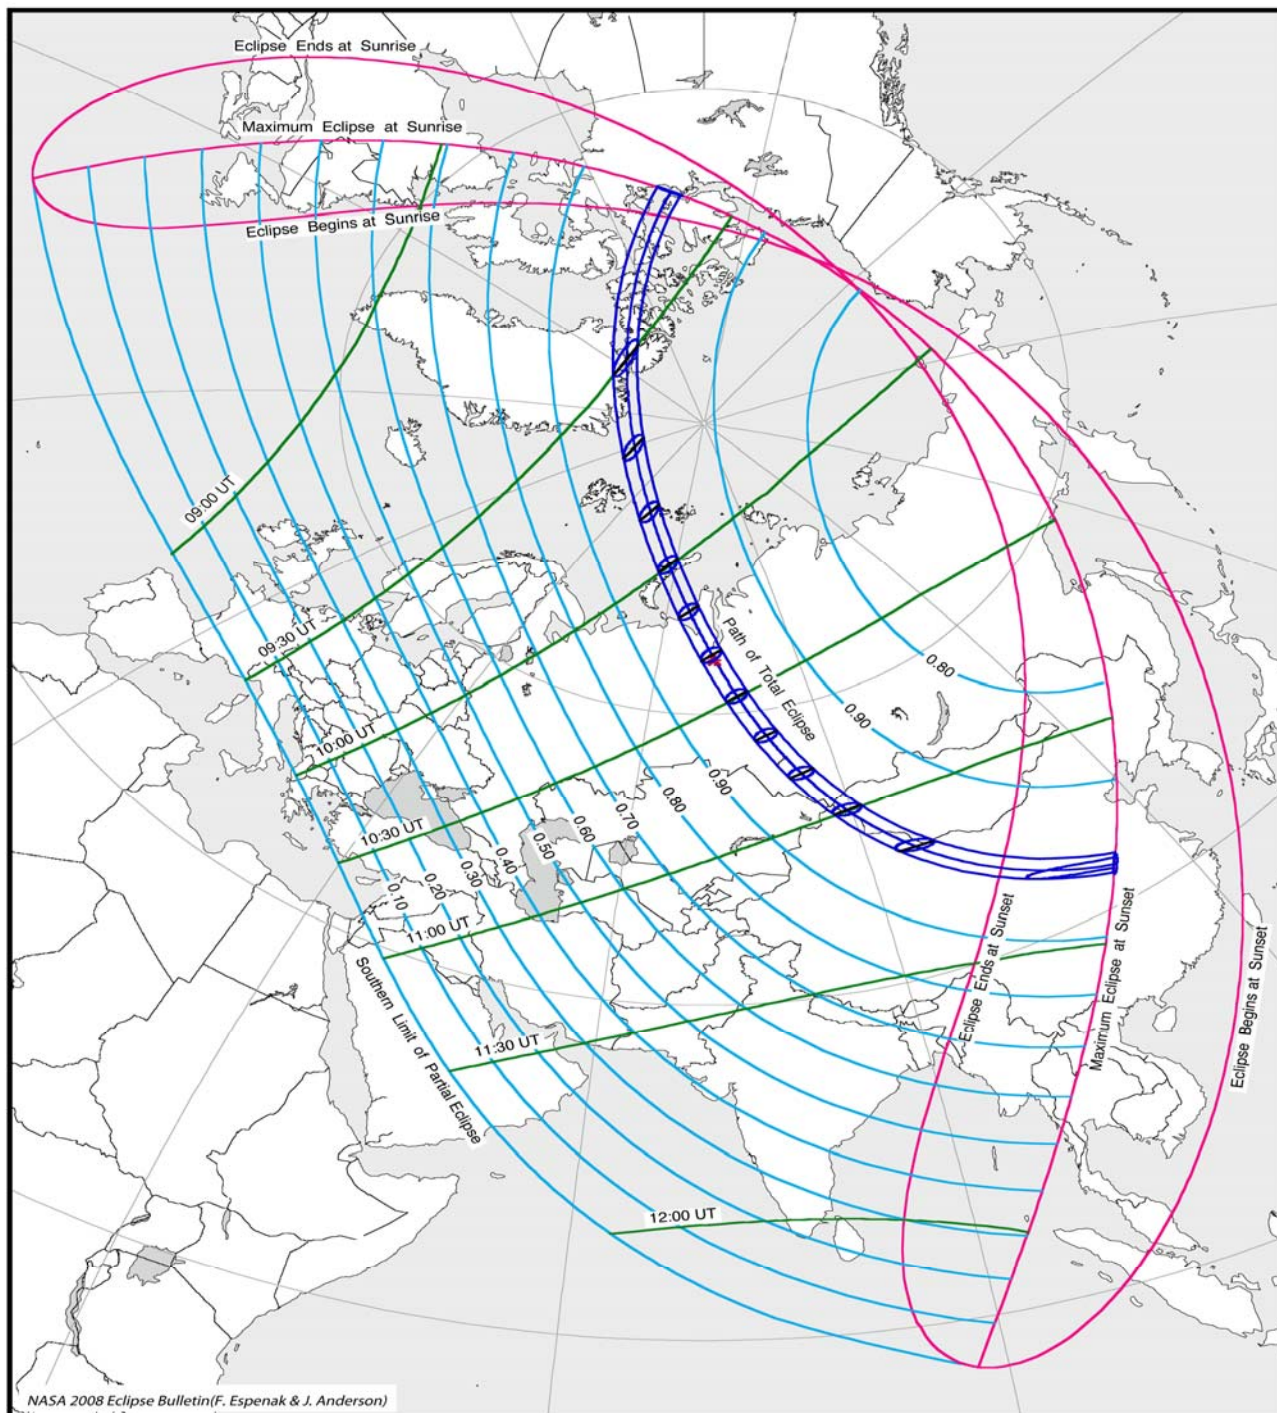 Eclipse Ends at Sunrise
Maximum Eclipse at Sunrise
Eclipse Begins at Sunrise
09:00 UT
09:30 UT
10:00 UT
10:30 UT
11:00 UT
11:30 UT
12:00 UT
Path of Total Eclipse
0.80
0.90
0.90
0.80
0.70
0.60
0.50
0.40
0.30
0.20
0.10
Southern Limit of Partial Eclipse
Eclipse Ends at Sunset
Maximum Eclipse at Sunset
Eclipse Begins at Sunset
NASA 2008 Eclipse Bulletin(F. Espenak & J. Anderson)